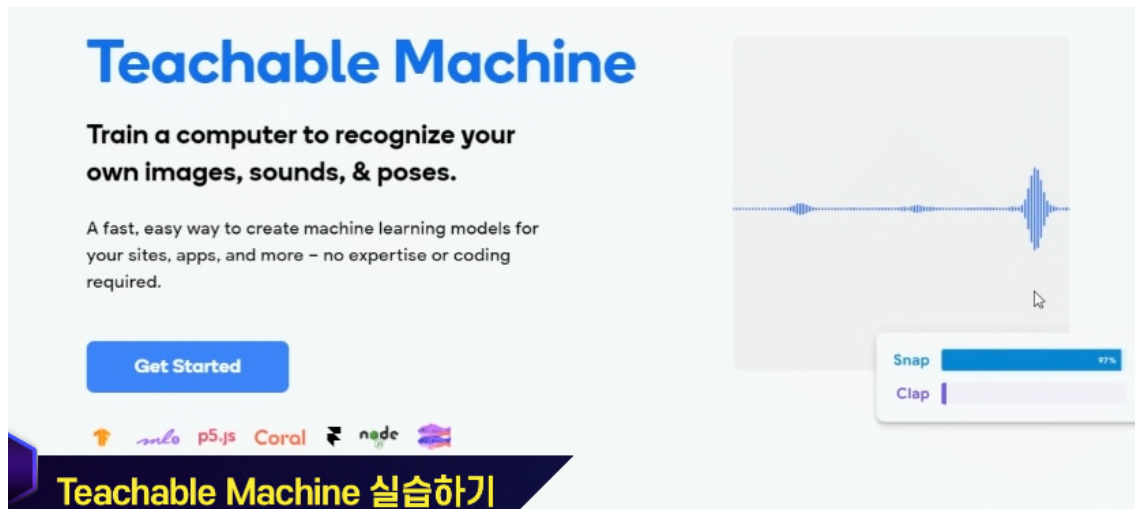 Teachable Machine
Train a computer to recognize your
own images, sounds, & poses.
A fast, easy way to create machine learning models for
your sites, apps, and more – no expertise or coding
required.
Get Started
Snap 97%
Clap
mlo p5.js Coral node JS
Teachable Machine 실습하기